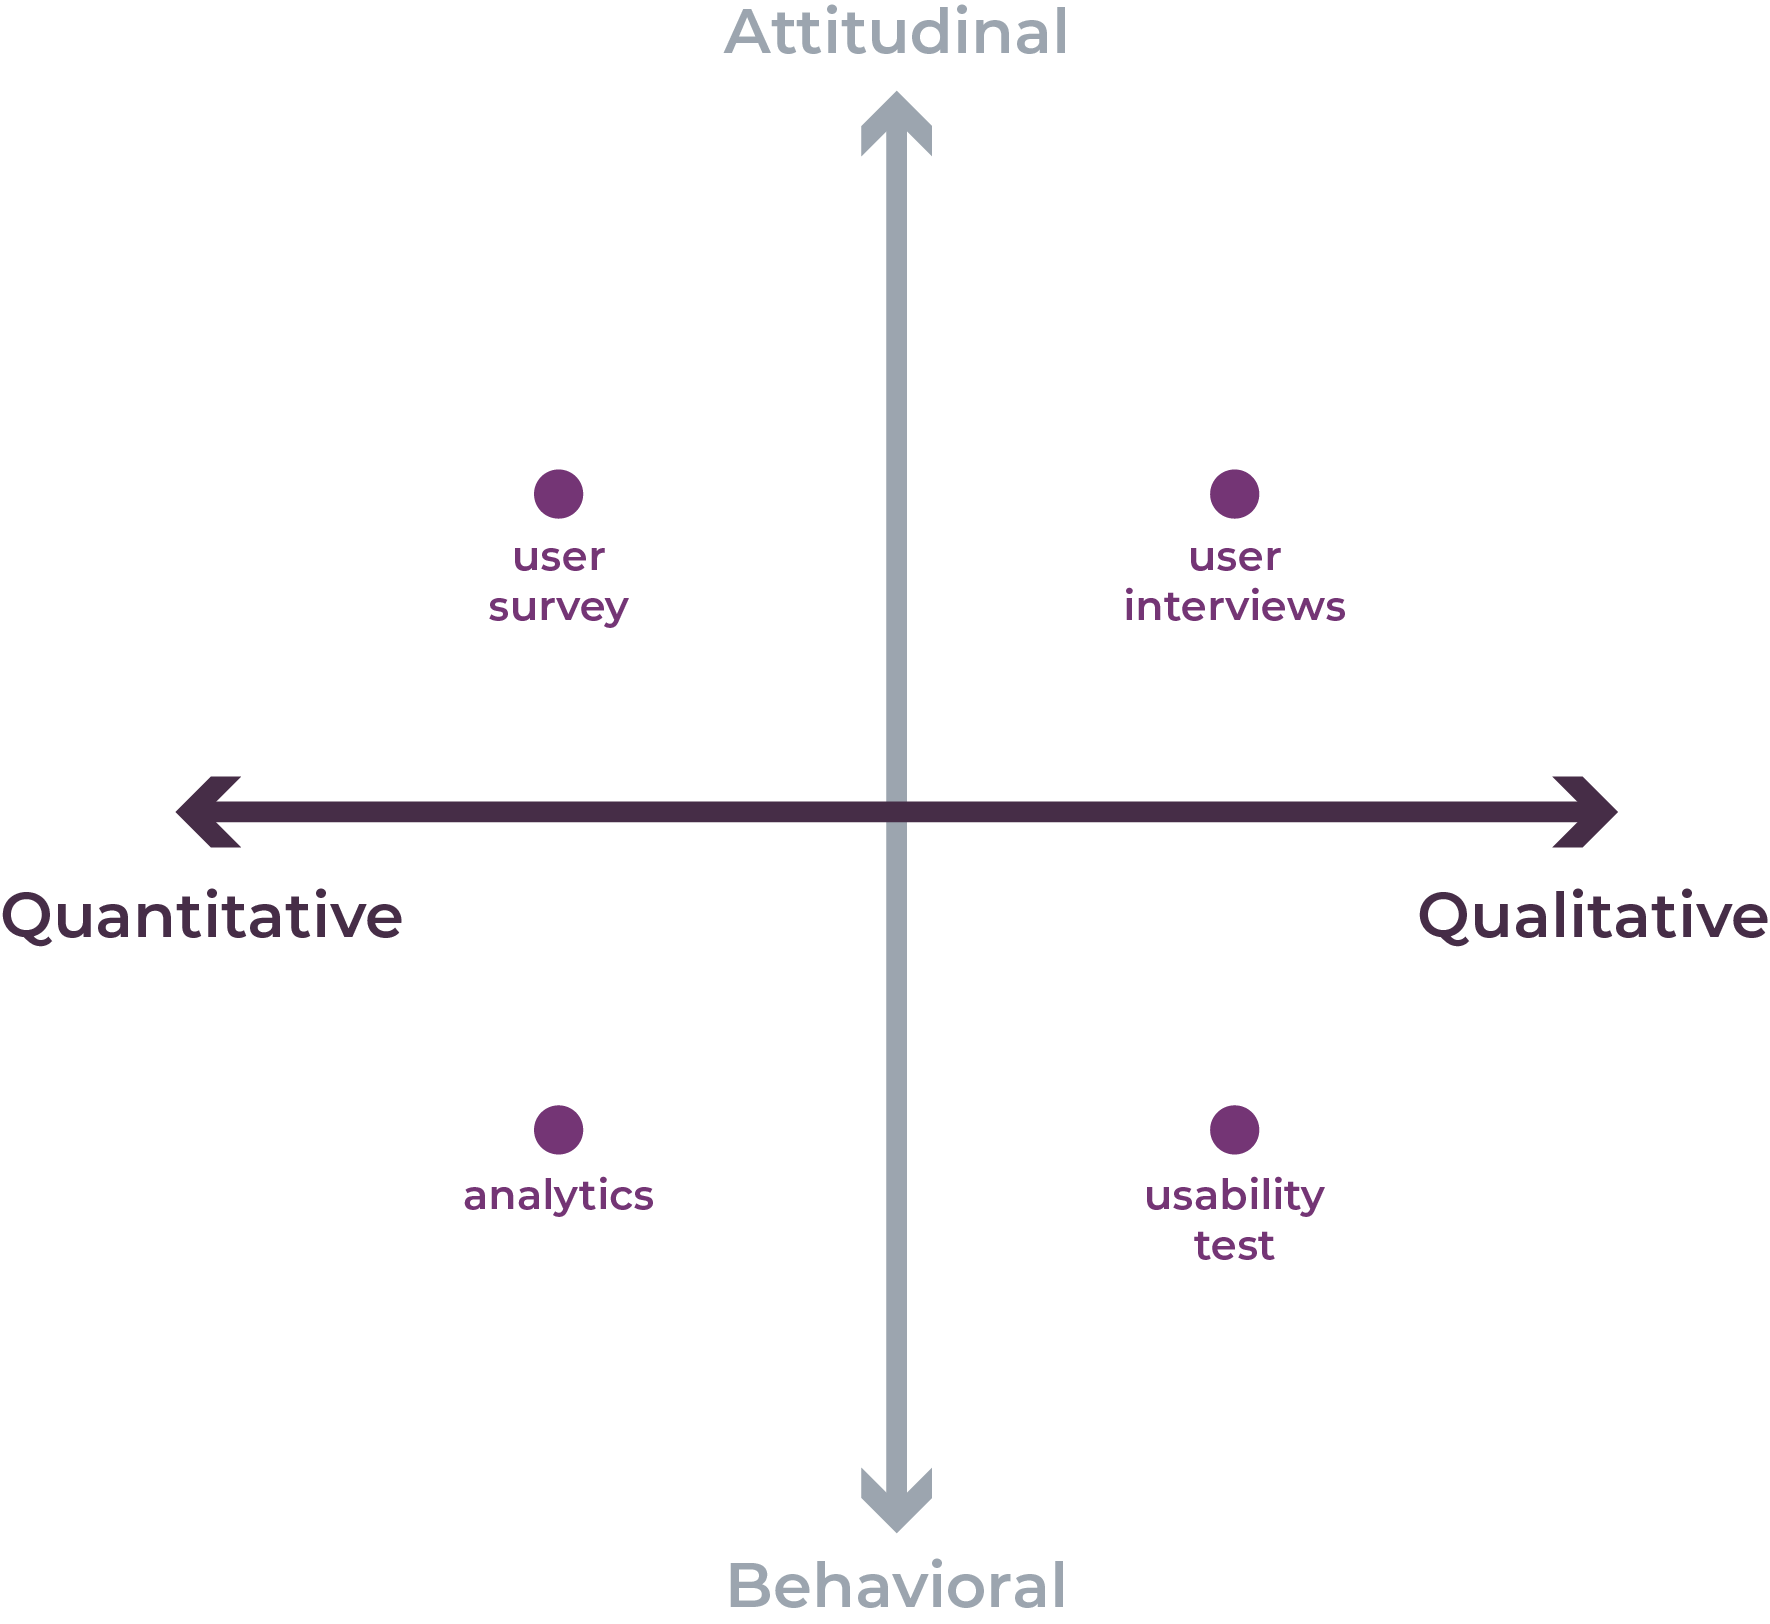 Attitudinal
user
survey
user
interviews
Quantitative
Qualitative
analytics
usability
test
Behavioral